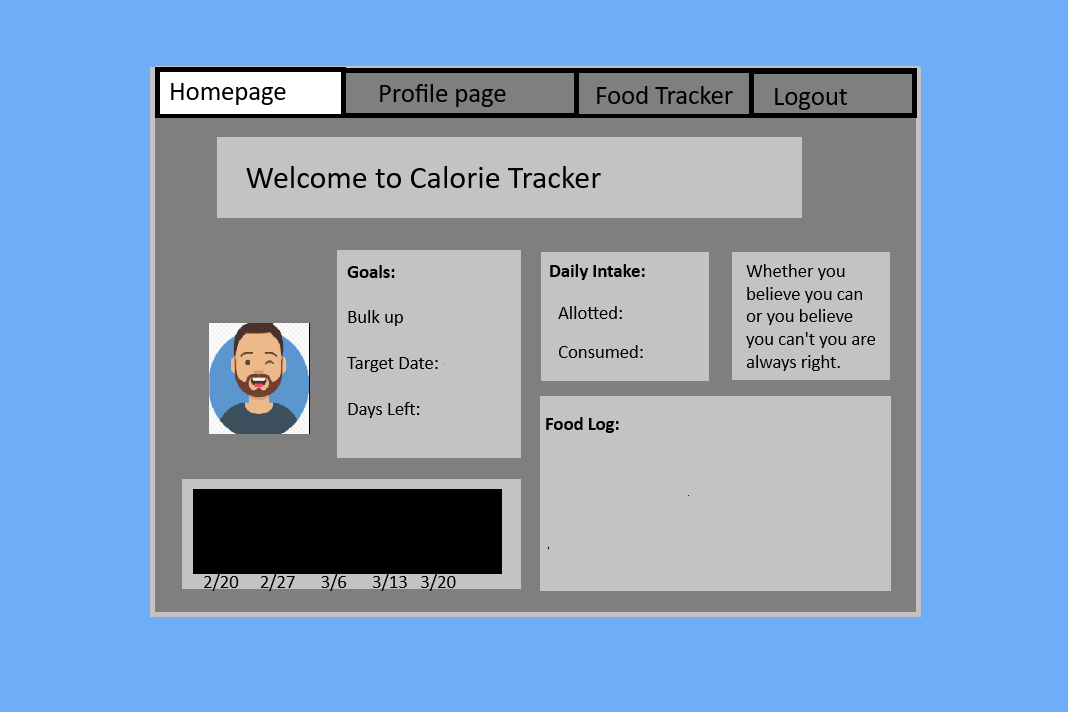 Homepage
Profile page
Food Tracker
Logout
Welcome to Calorie Tracker
Goals:
Bulk up
Target Date:
Days Left:
Daily Intake:
Allotted:
Consumed:
Whether you
believe you can
or you believe
you can't you are
always right.
Food Log:
2/20 2/27 3/6 3/13 3/20